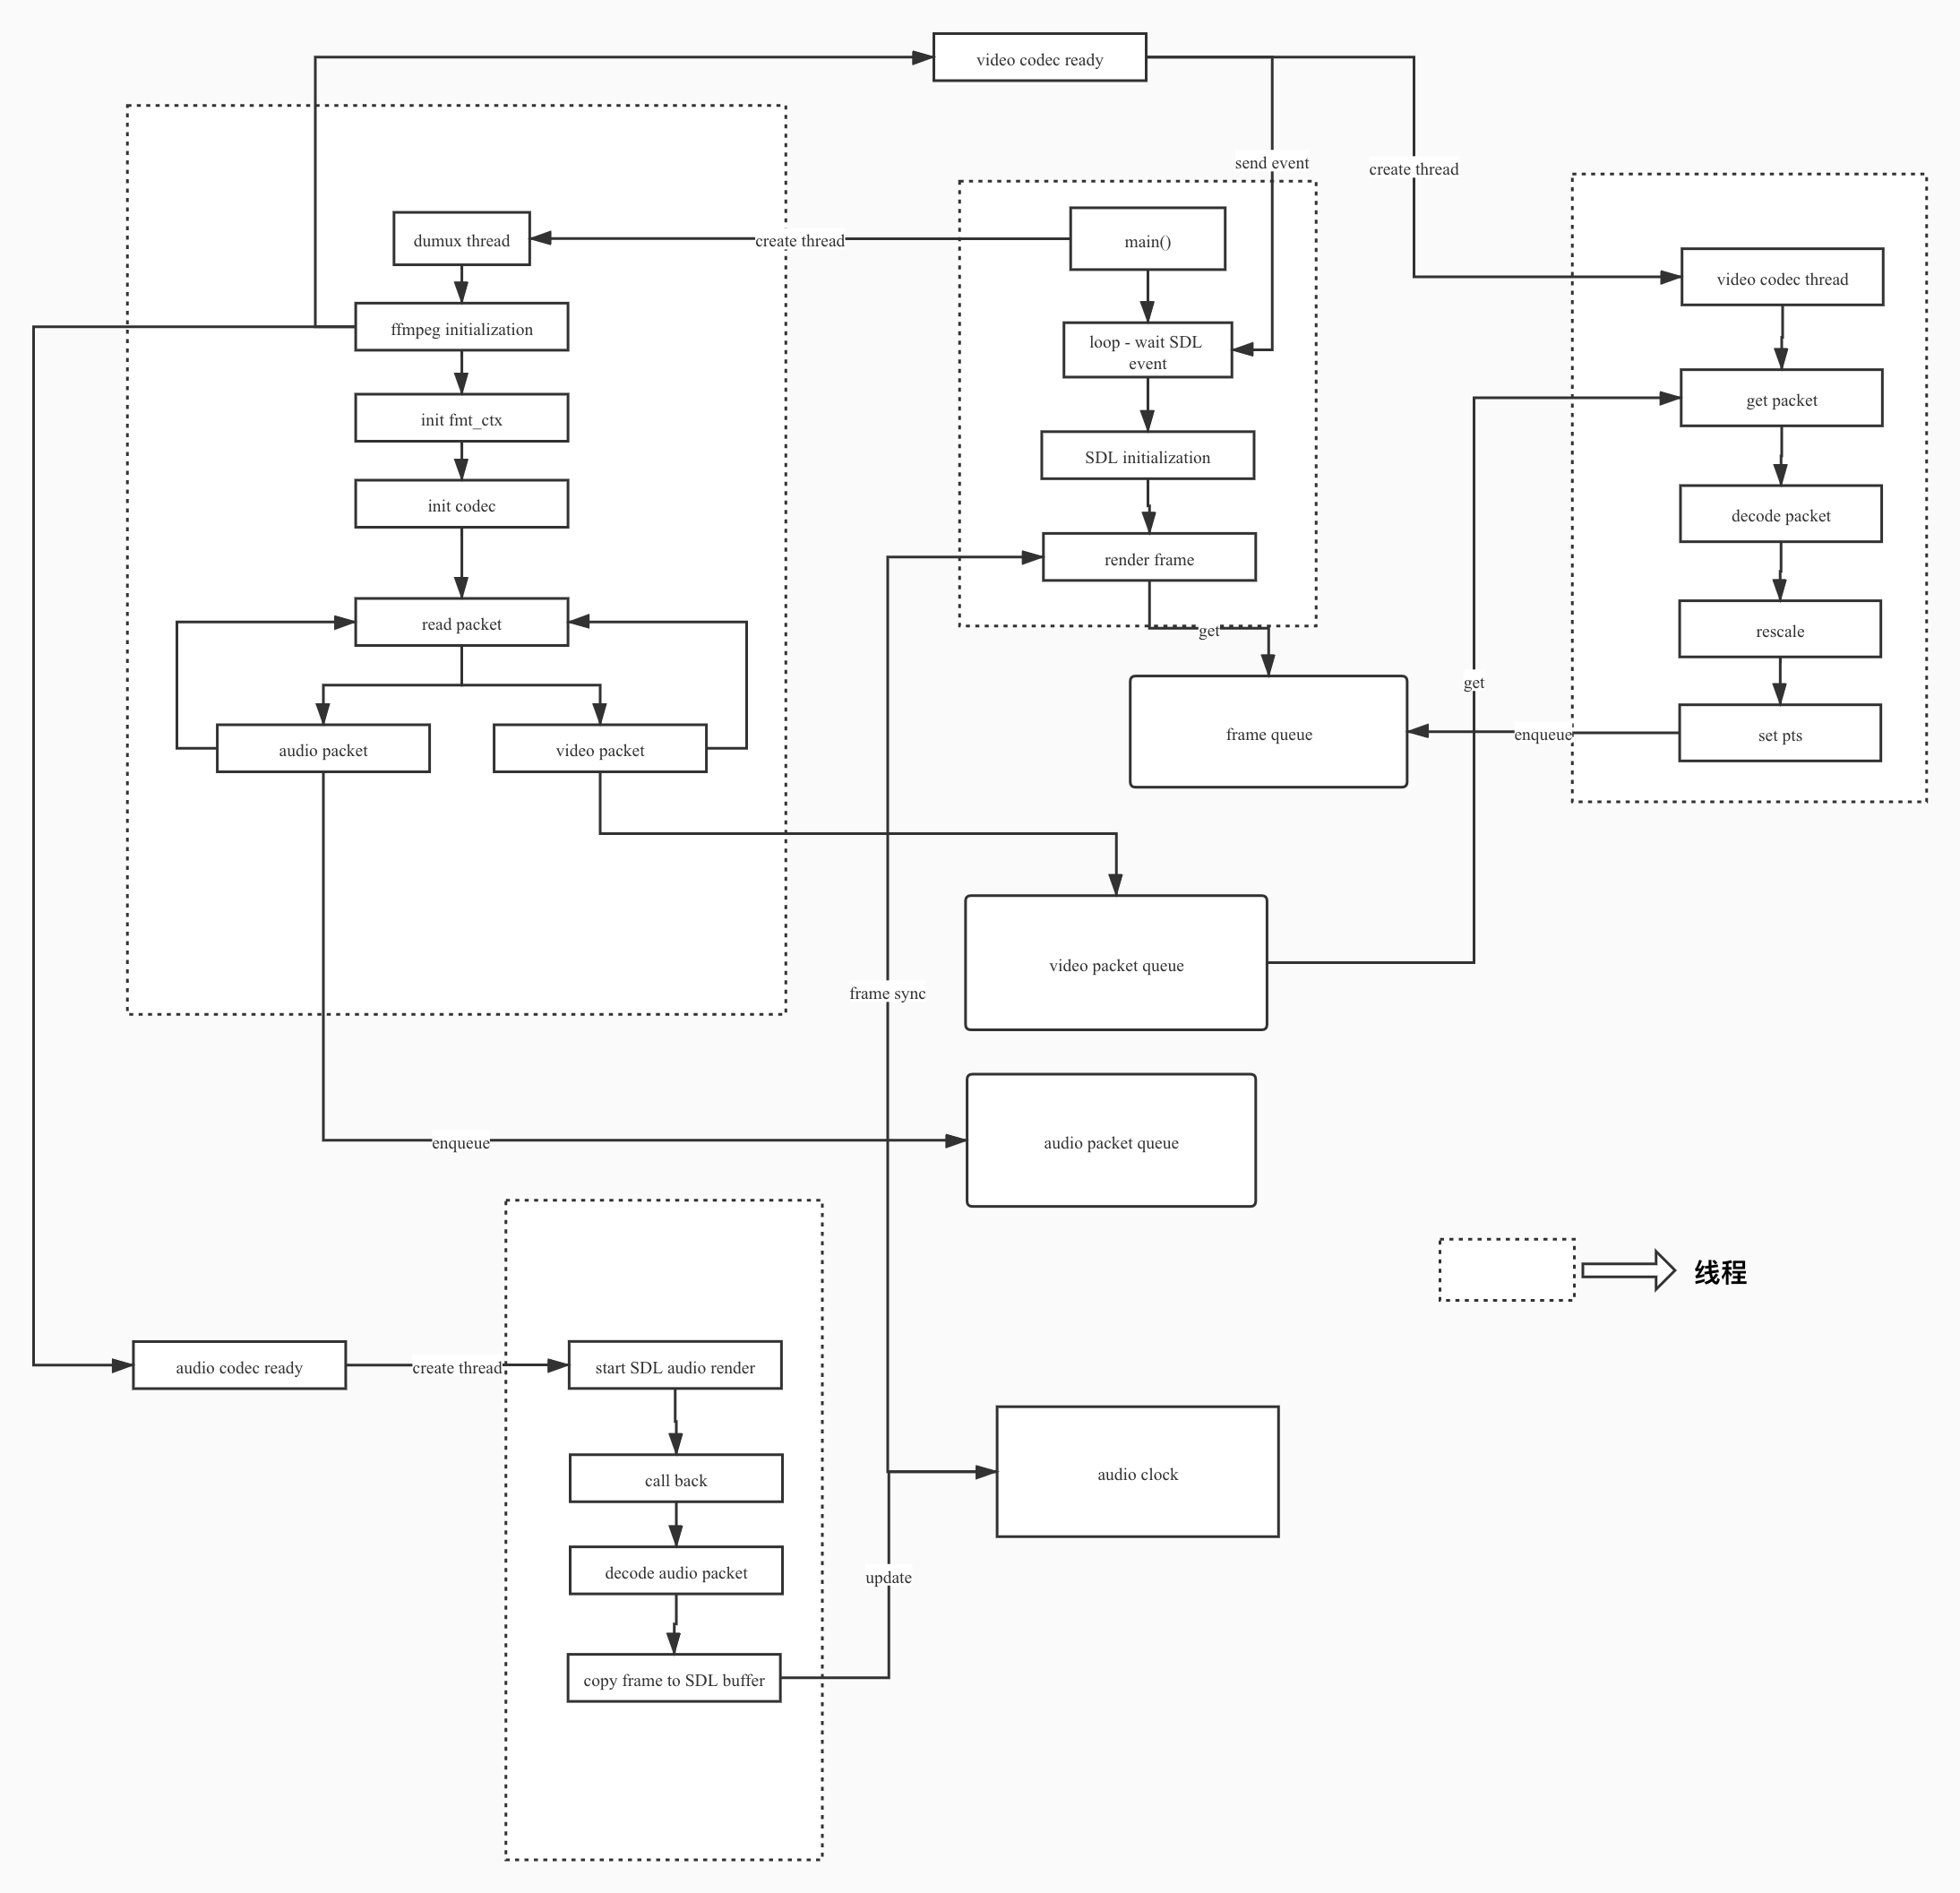 video codec ready
send event
create thread
dumux thread
create thread
main()
video codec thread
ffmpeg initialization
loop - wait SDL
event
init fmt_ctx
get packet
SDL initialization
init codec
decode packet
render frame
read packet
get
rescale
get
audio packet
video packet
frame queue
enqueue
set pts
video packet queue
frame sync
enqueue
audio packet queue
线程
audio codec ready
create thread
start SDL audio render
call back
audio clock
decode audio packet
update
copy frame to SDL buffer